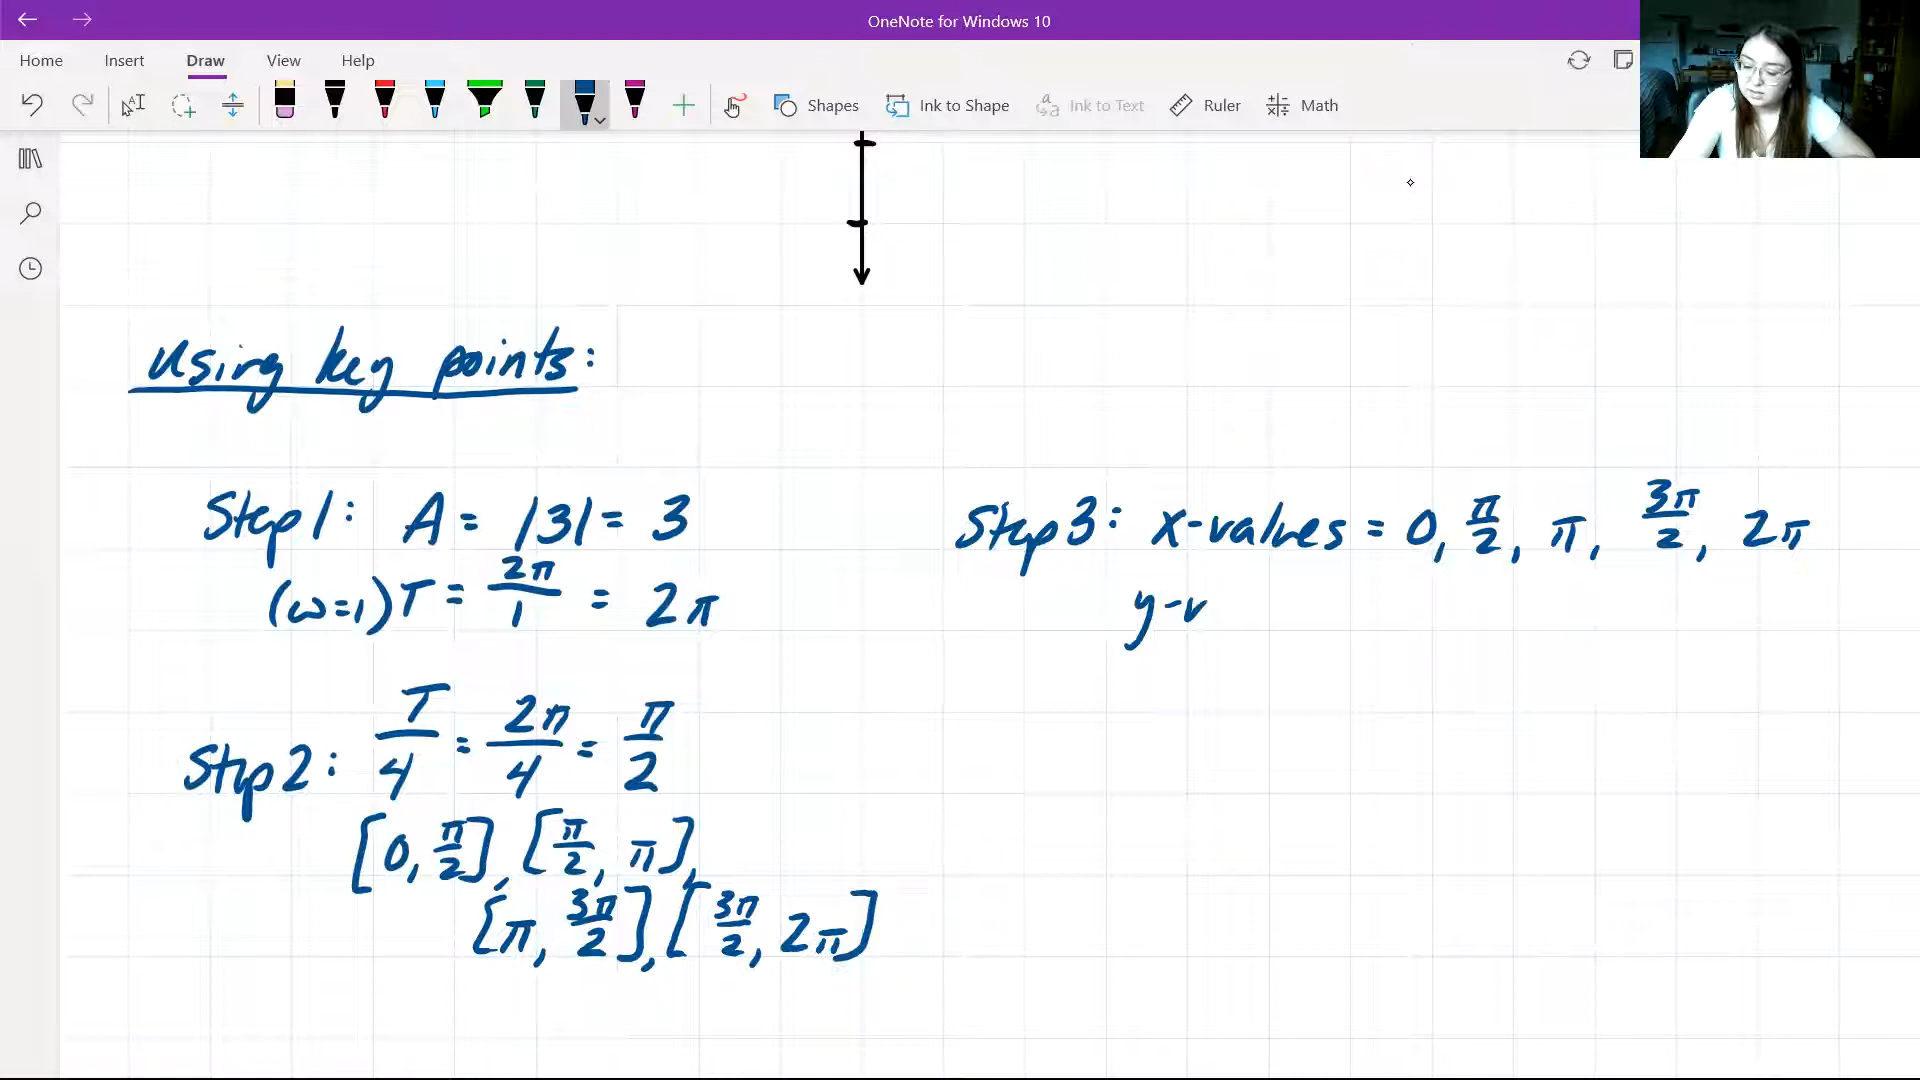 OneNote for Windows 10
Home Insert Draw View Help
Shapes Ink to Shape Ink to Text Ruler Math
Using key points:
Step 1: A = |3| = 3
(ω=1) T = 2π/1 = 2π
Step 2: T/4 = 2π/4 = π/2
[0, π/2], [π/2, π],
[π, 3π/2], [3π/2, 2π]
Step 3: x-values = 0, π/2, π, 3π/2, 2π
y-v